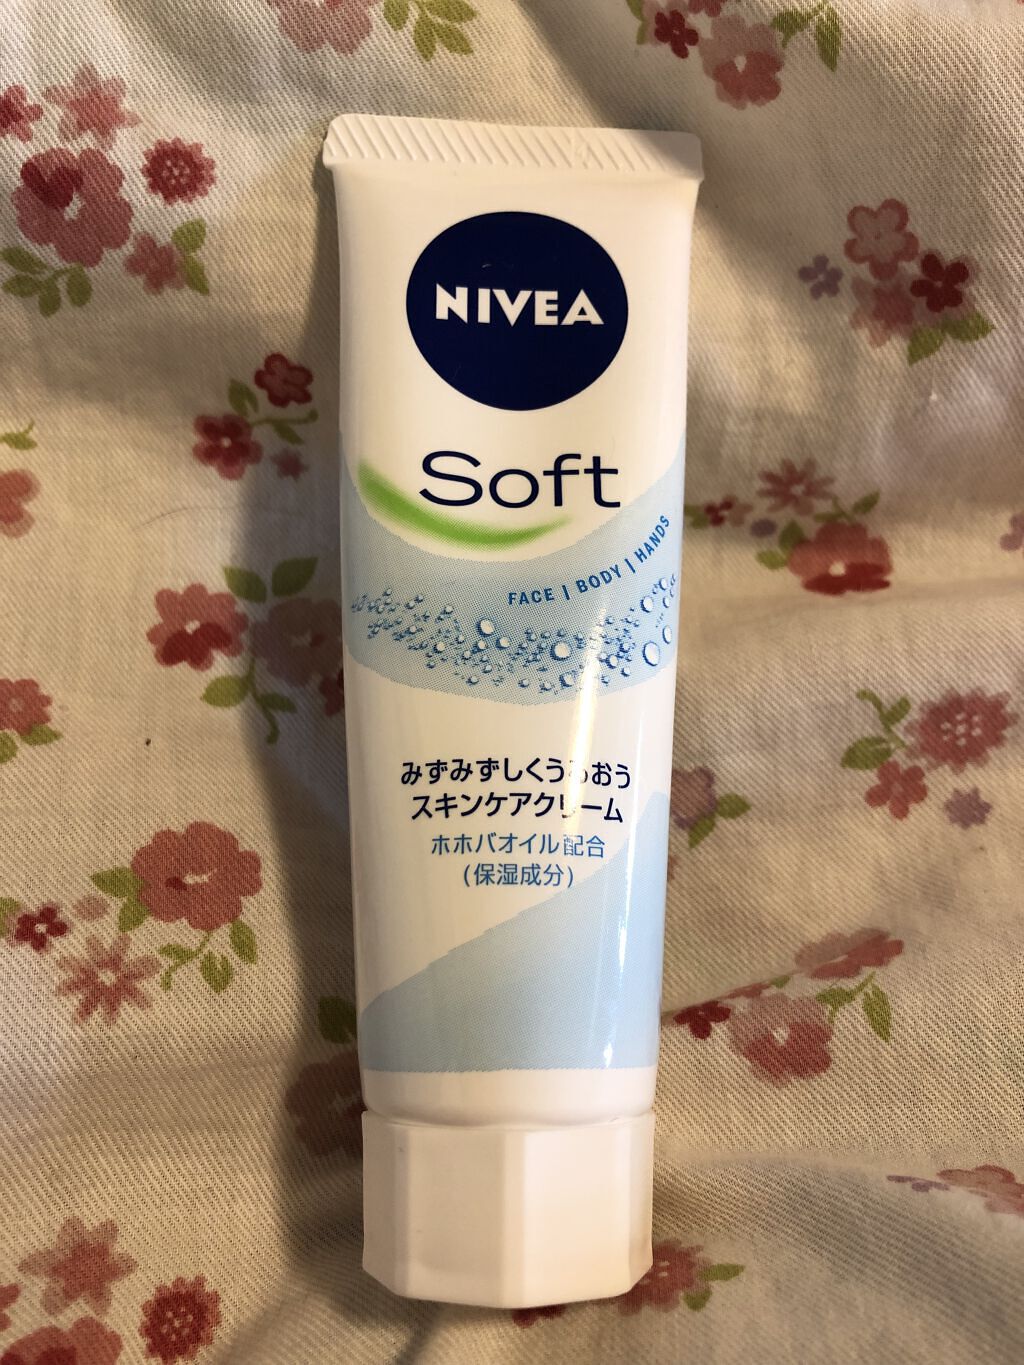 NIVEA
Soft
FACE | BODY | HANDS
みずみずしくうるおう
スキンケアクリーム
ホホバオイル配合
(保湿成分)